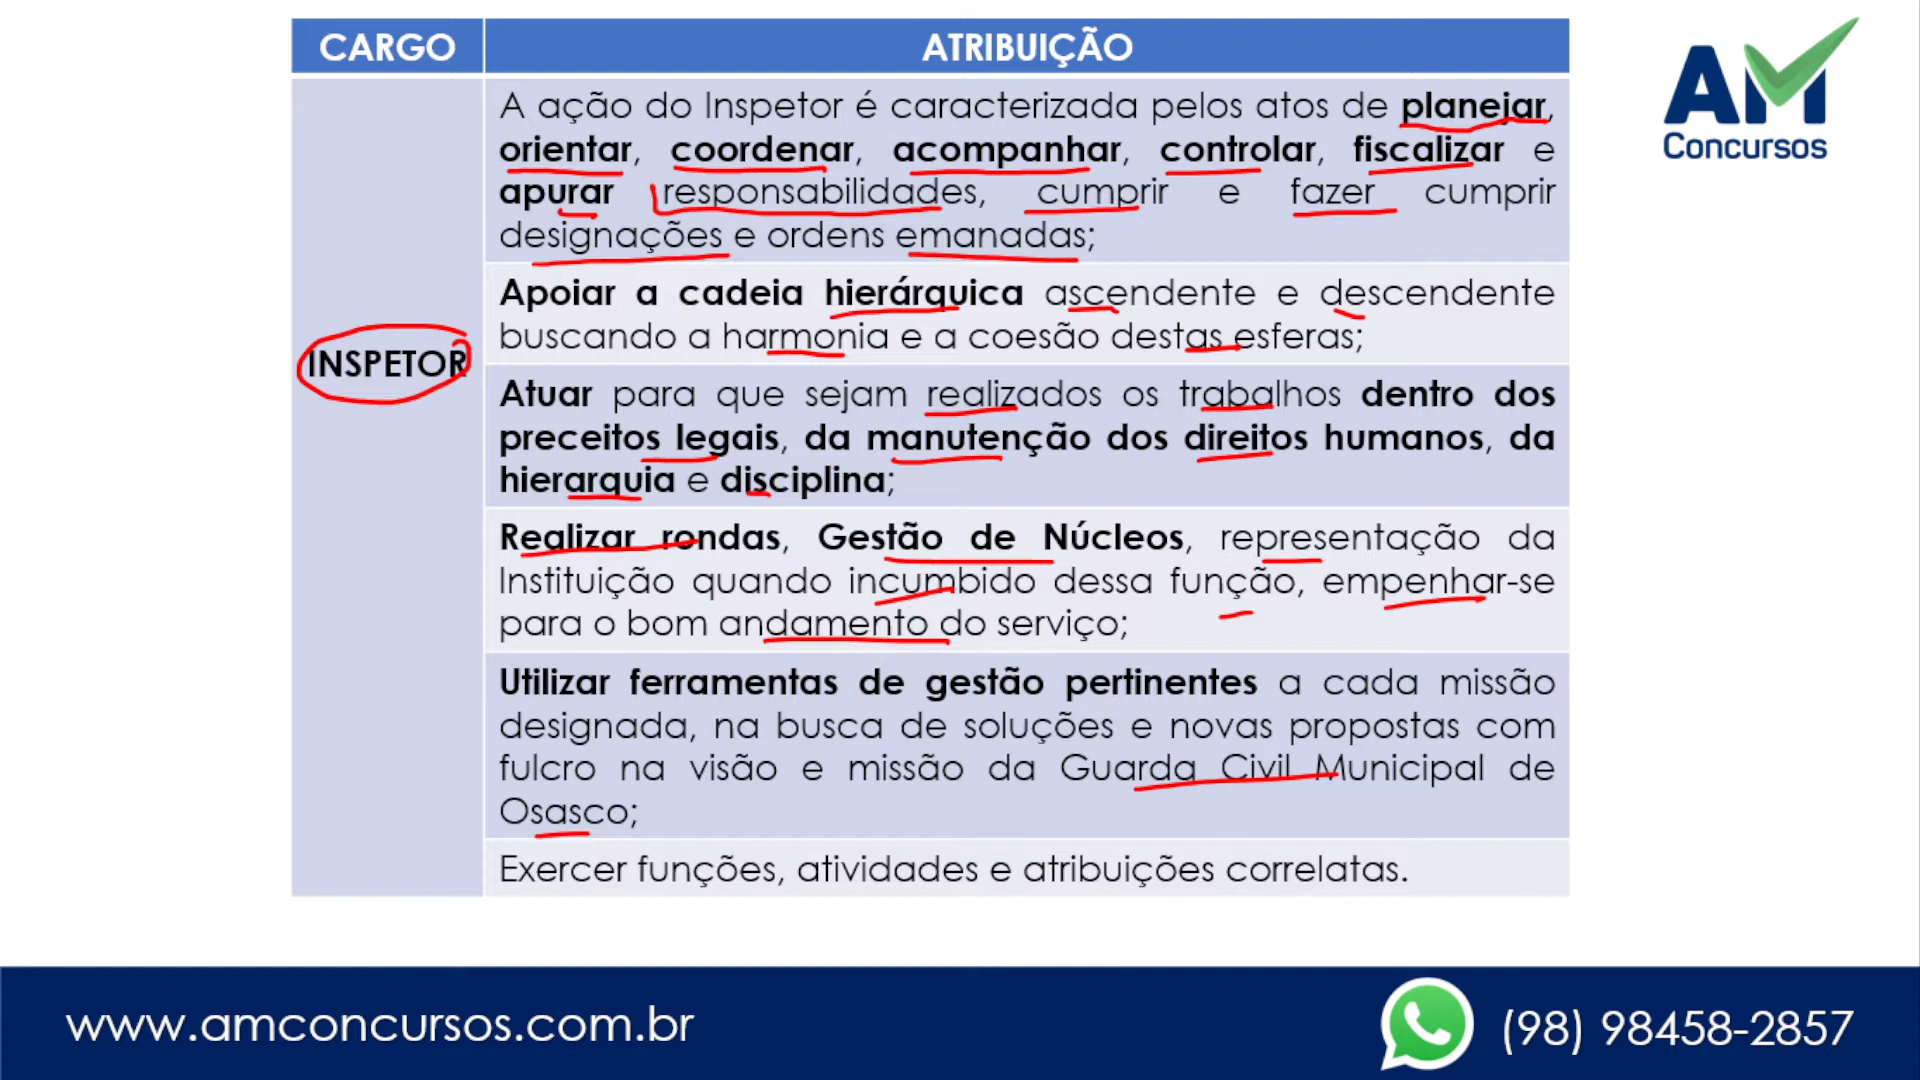 CARGO
ATRIBUIÇÃO
AM
Concursos
A ação do Inspetor é caracterizada pelos atos de planejar,
orientar, coordenar, acompanhar, controlar, fiscalizar e
apurar responsabilidades, cumprir e fazer cumprir
designações e ordens emanadas;
Apoiar a cadeia hierárquica ascendente e descendente
buscando a harmonia e a coesão destas esferas;
INSPETOR
Atuar para que sejam realizados os trabalhos dentro dos
preceitos legais, da manutenção dos direitos humanos, da
hierarquia e disciplina;
Realizar rondas, Gestão de Núcleos, representação da
Instituição quando incumbido dessa função, empenhar-se
para o bom andamento do serviço;
Utilizar ferramentas de gestão pertinentes a cada missão
designada, na busca de soluções e novas propostas com
fulcro na visão e missão da Guarda Civil Municipal de
Osasco;
Exercer funções, atividades e atribuições correlatas.
www.amconcursos.com.br
(98) 98458-2857